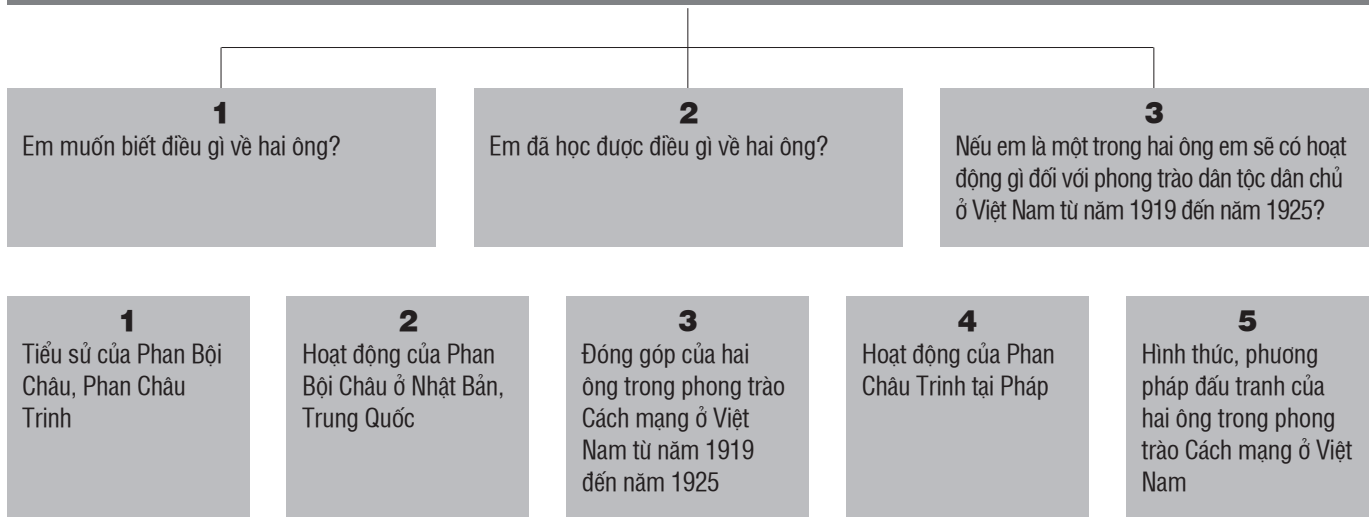 1
Em muốn biết điều gì về hai ông?
2
Em đã học được điều gì về hai ông?
3
Nếu em là một trong hai ông em sẽ có hoạt
động gì đối với phong trào dân tộc dân chủ
ở Việt Nam từ năm 1919 đến năm 1925?
1
Tiểu sử của Phan Bội
Châu, Phan Châu
Trinh
2
Hoạt động của Phan
Bội Châu ở Nhật Bản,
Trung Quốc
3
Đóng góp của hai
ông trong phong trào
Cách mạng ở Việt
Nam từ năm 1919
đến năm 1925
4
Hoạt động của Phan
Châu Trinh tại Pháp
5
Hình thức, phương
pháp đấu tranh của
hai ông trong phong
trào Cách mạng ở Việt
Nam